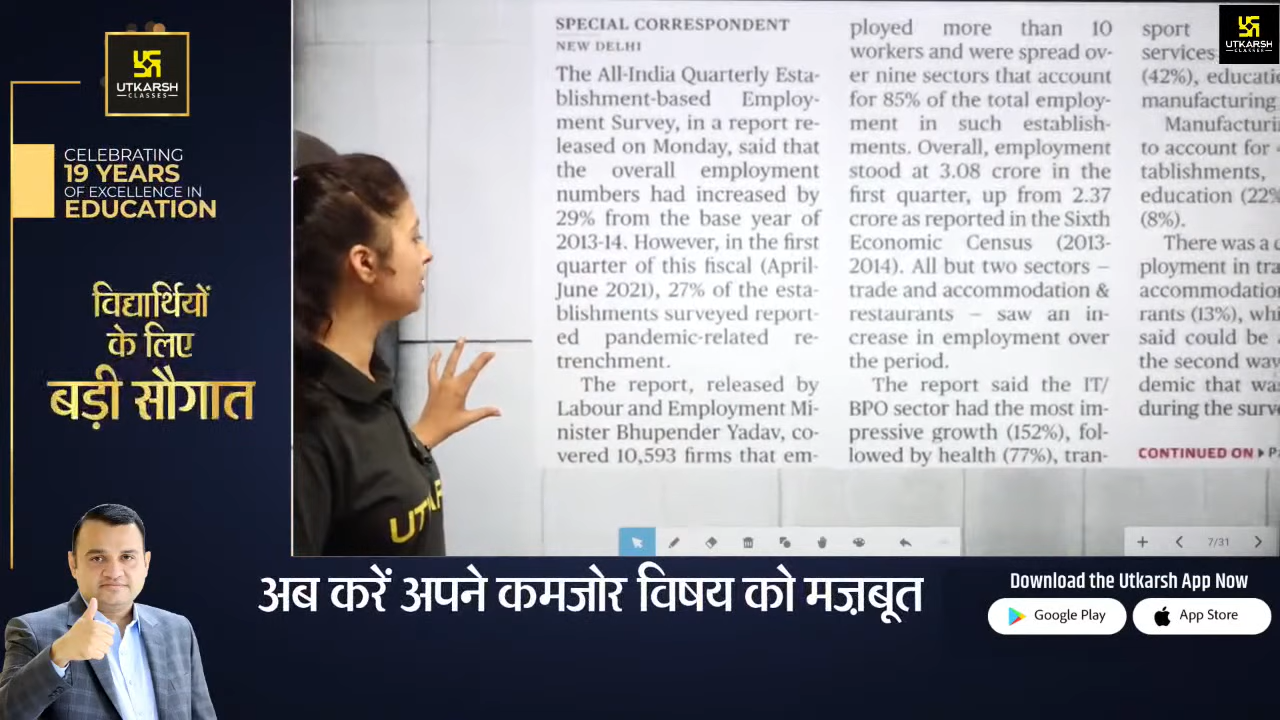 UTKARSH
CLASSES
CELEBRATING
19 YEARS
OF EXCELLENCE IN
EDUCATION
विद्यार्थियों
के लिए
बड़ी सौगात
SPECIAL CORRESPONDENT
NEW DELHI
The All-India Quarterly Esta-
blishment-based Employ-
ment Survey, in a report re-
leased on Monday, said that
the overall employment
numbers had increased by
29% from the base year of
2013-14. However, in the first
quarter of this fiscal (April-
June 2021), 27% of the esta-
blishments surveyed report-
ed pandemic-related re-
trenchment.
The report, released by
Labour and Employment Mi-
nister Bhupender Yadav, co-
vered 10,593 firms that em-
ployed more than 10
workers and were spread ov-
er nine sectors that account
for 85% of the total employ-
ment in such establish-
ments. Overall, employment
stood at 3.08 crore in the
first quarter, up from 2.37
crore as reported in the Sixth
Economic Census (2013-
2014). All but two sectors –
trade and accommodation &
restaurants – saw an in-
crease in employment over
the period.
The report said the IT/
BPO sector had the most im-
pressive growth (152%), fol-
lowed by health (77%), tran-
sport
services
(42%),
manufacturing
to account for
tablishments,
education (22%
(8%).
There was a
ployment in
accommodation
rants (13%),
said could be
the second
demic that
during the
CONTINUED ON
UTKARSH
CLASSES
7/31
अब करें अपने कमजोर विषय को मज़बूत
Download the Utkarsh App Now
Google Play
App Store